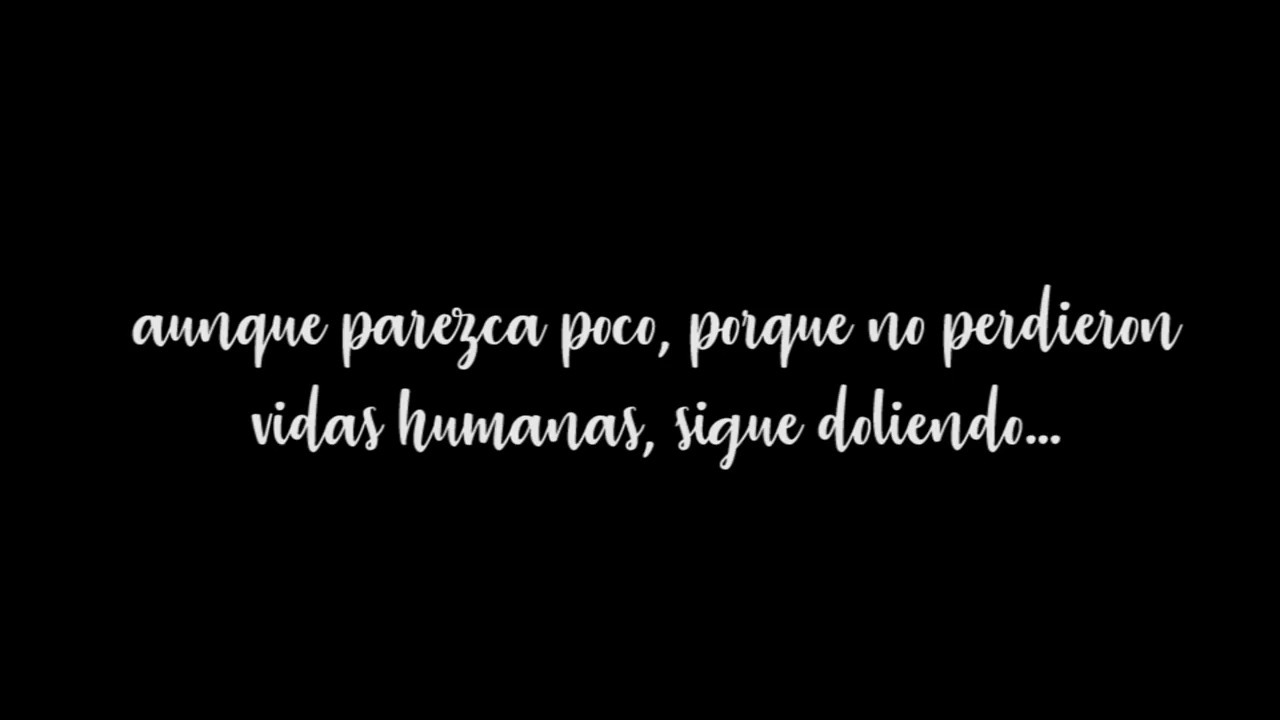 aunque parezca poco, porque no perdieron
vidas humanas, sigue doliendo...